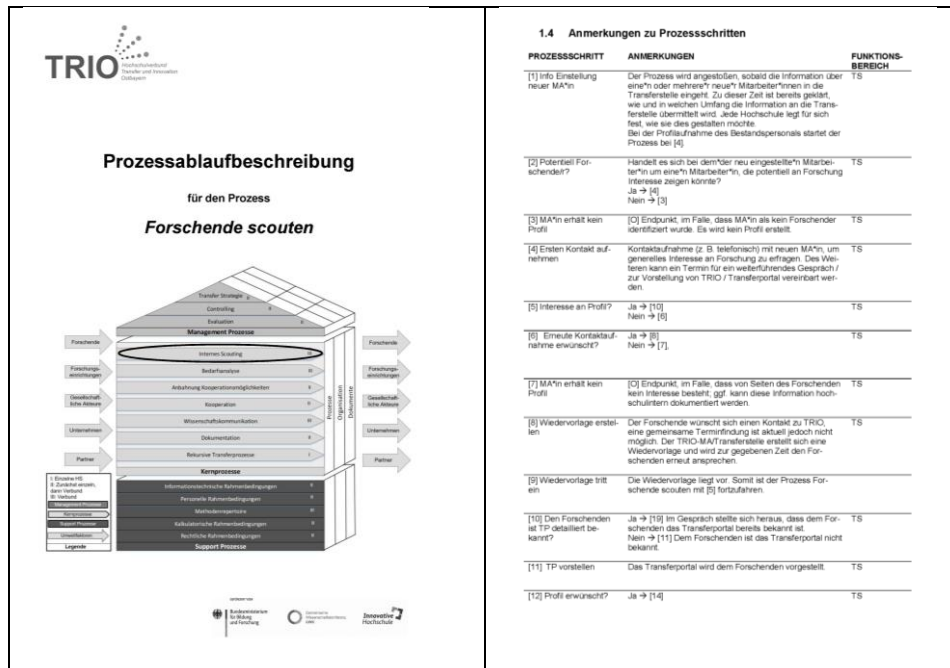 TRIO
Hochschulverbund
Transfer und Innovation
Ostbayern
Prozessablaufbeschreibung
für den Prozess
Forschende scouten
Transfer Strategie
Controlling
Evaluation
Management Prozesse
Internes Scouting
Bedarfsanalyse
Anbahnung Kooperationsmöglichkeiten
Kooperation
Wissenschaftskommunikation
Dokumentation
Rekursive Transferprozesse
Kernprozesse
Informationstechnische Rahmenbedingungen
Personelle Rahmenbedingungen
Methodenrepertoire
Kalkulatorische Rahmenbedingungen
Rechtliche Rahmenbedingungen
Support Prozesse
Prozesse
Organisation
Dokumente
Forschende
Forschungs-
einrichtungen
Gesellschaft-
liche Akteure
Unternehmen
Partner
Forschende
Forschungs-
einrichtungen
Gesellschaft-
liche Akteure
Unternehmen
Partner
I: Einzelne HS
II: Zunächst einzeln,
dann Verbund
III: Verbund
Management Prozesse
Kernprozesse
Support Prozesse
Umweltfaktoren
Legende
Bundesministerium
für Bildung
und Forschung
Innovative
Hochschule
1.4 Anmerkungen zu Prozessschritten
PROZESSSCHRITT ANMERKUNGEN FUNKTIONS-
BEREICH
[1] Info Einstellung Der Prozess wird angestoßen, sobald die Information über TS
neuer MA*in eine*n oder mehrere*r neue*r Mitarbeiter*innen in die
Transferstelle eingeht. Zu dieser Zeit ist bereits geklärt,
wie und in welchen Umfang die Information an die Trans-
ferstelle übermittelt wird. Jede Hochschule legt für sich
fest, wie sie dies gestalten möchte.
Bei der Profilaufnahme des Bestandspersonals startet der
Prozess bei [4].
[2] Potentiell For- Handelt es sich bei dem*der neu eingestellte*n Mitarbei- TS
schende/r? ter*in um eine*n Mitarbeiter*in, die potentiell an Forschung
Interesse zeigen könnte?
Ja → [4]
Nein → [3]
[3] MA*in erhält kein [O] Endpunkt, im Falle, dass MA*in als kein Forschender TS
Profil identifiziert wurde. Es wird kein Profil erstellt.
[4] Ersten Kontakt auf- Kontaktaufnahme (z. B. telefonisch) mit neuen MA*in, um TS
nehmen generelles Interesse an Forschung zu erfragen. Des Wei-
teren kann ein Termin für ein weiterführendes Gespräch /
zur Vorstellung von TRIO / Transferportal vereinbart wer-
den.
[5] Interesse an Profil? Ja → [10] TS
Nein → [6]
[6] Erneute Kontaktauf- Ja → [8] TS
nahme erwünscht? Nein → [7],
[7] MA*in erhält kein [O] Endpunkt, im Falle, dass von Seiten des Forschenden TS
Profil kein Interesse besteht; ggf. kann diese Information hoch-
schulintern dokumentiert werden.
[8] Wiedervorlage erstel- Der Forschende wünscht sich einen Kontakt zu TRIO, TS
len eine gemeinsame Terminfindung ist aktuell jedoch nicht
möglich. Der TRIO-MA/Transferstelle erstellt sich eine
Wiedervorlage und wird zur gegebenen Zeit den For-
schenden erneut ansprechen.
[9] Wiedervorlage tritt Die Wiedervorlage liegt vor. Somit ist der Prozess For- TS
ein schende scouten mit [5] fortzufahren.
[10] Den Forschenden Ja → [19] Im Gespräch stellte sich heraus, dass dem For- TS
ist TP detailliert be- schenden das Transferportal bereits bekannt ist.
kannt? Nein → [11] Dem Forschenden ist das Transferportal nicht
bekannt.
[11] TP vorstellen Das Transferportal wird dem Forschenden vorgestellt. TS
[12] Profil erwünscht? Ja → [14] TS